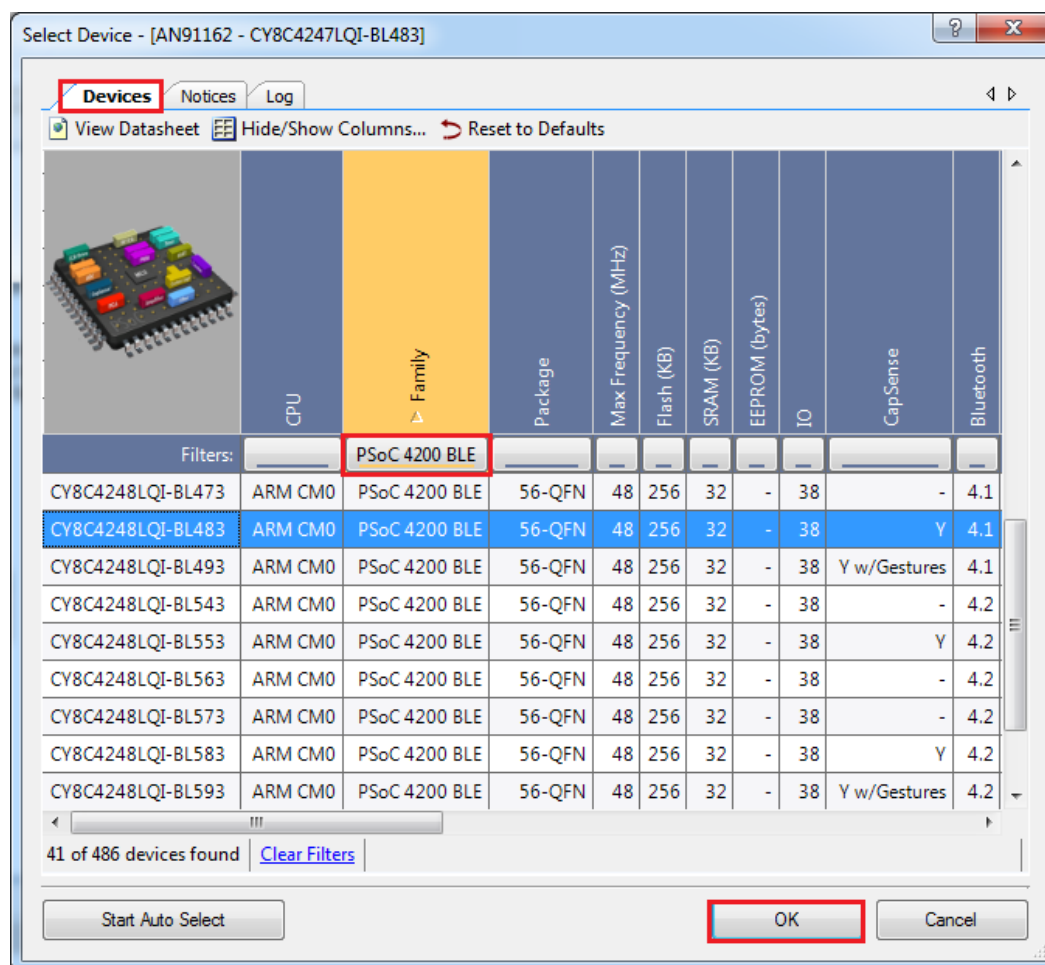 Select Device - [AN91162 - CY8C4247LQI-BL483]
Devices Notices Log
View Datasheet Hide/Show Columns... Reset to Defaults
CPU Family Package Max Frequency (MHz) Flash (KB) SRAM (KB) EEPROM (bytes) IO CapSense Bluetooth
Filters: PSoC 4200 BLE
CY8C4248LQI-BL473 ARM CM0 PSoC 4200 BLE 56-QFN 48 256 32 - 38 - 4.1
CY8C4248LQI-BL483 ARM CM0 PSoC 4200 BLE 56-QFN 48 256 32 - 38 Y 4.1
CY8C4248LQI-BL493 ARM CM0 PSoC 4200 BLE 56-QFN 48 256 32 - 38 Y w/Gestures 4.1
CY8C4248LQI-BL543 ARM CM0 PSoC 4200 BLE 56-QFN 48 256 32 - 38 - 4.2
CY8C4248LQI-BL553 ARM CM0 PSoC 4200 BLE 56-QFN 48 256 32 - 38 Y 4.2
CY8C4248LQI-BL563 ARM CM0 PSoC 4200 BLE 56-QFN 48 256 32 - 38 - 4.2
CY8C4248LQI-BL573 ARM CM0 PSoC 4200 BLE 56-QFN 48 256 32 - 38 - 4.2
CY8C4248LQI-BL583 ARM CM0 PSoC 4200 BLE 56-QFN 48 256 32 - 38 Y 4.2
CY8C4248LQI-BL593 ARM CM0 PSoC 4200 BLE 56-QFN 48 256 32 - 38 Y w/Gestures 4.2
41 of 486 devices found Clear Filters
Start Auto Select OK Cancel